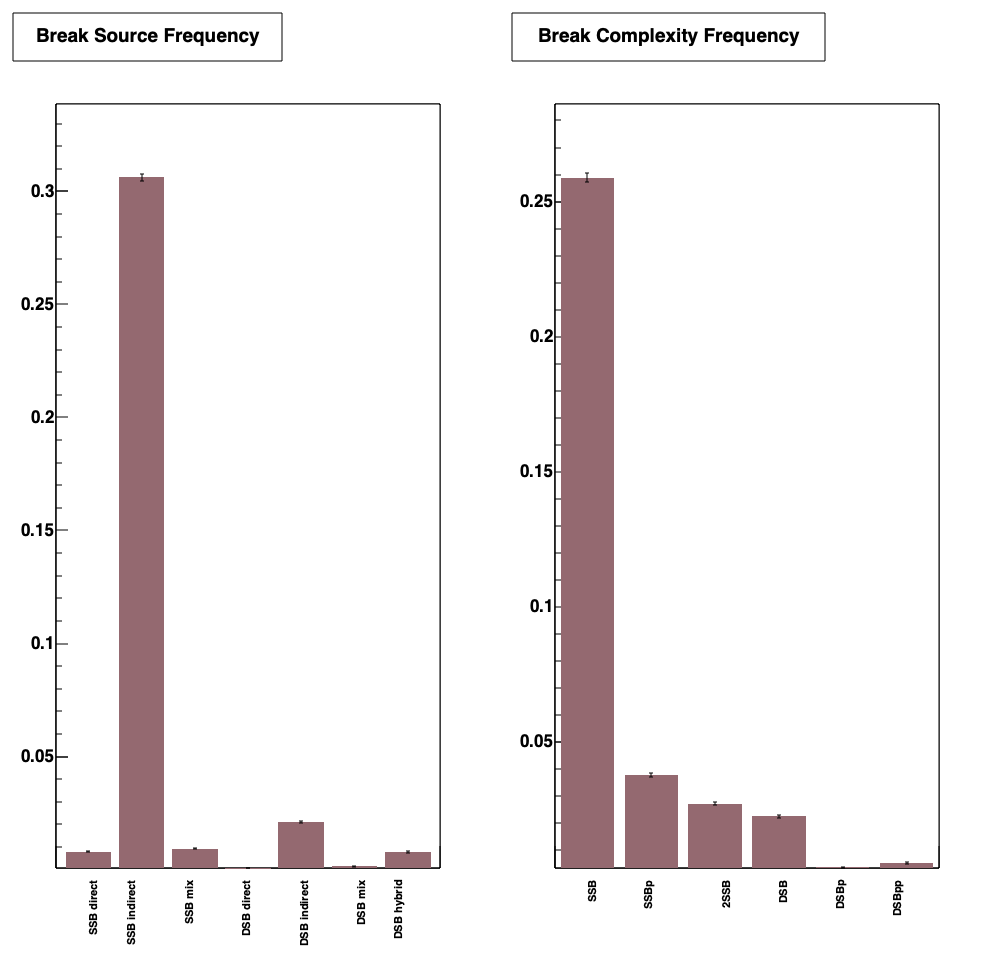 Break Source Frequency
0.3
0.25
0.2
0.15
0.1
0.05
SSB direct
SSB indirect
SSB mix
DSB direct
DSB indirect
DSB mix
DSB hybrid
Break Complexity Frequency
0.25
0.2
0.15
0.1
0.05
SSB
SSBp
2SSB
DSB
DSBp
DSBpp